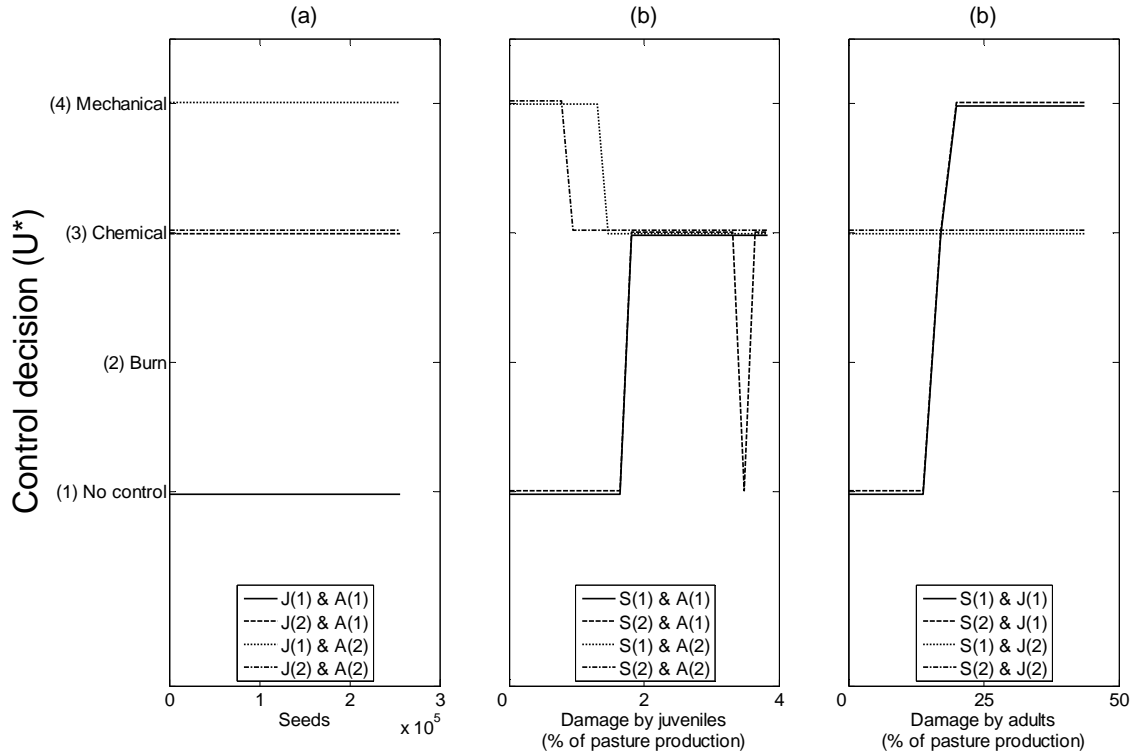 (a)
(b)
(b)
Control decision (U*)
(4) Mechanical
(3) Chemical
(2) Burn
(1) No control
J(1) & A(1)
J(2) & A(1)
J(1) & A(2)
J(2) & A(2)
0 1 2 3
Seeds
x 10⁵
S(1) & A(1)
S(2) & A(1)
S(1) & A(2)
S(2) & A(2)
0 2 4
Damage by juveniles
(% of pasture production)
S(1) & J(1)
S(2) & J(1)
S(1) & J(2)
S(2) & J(2)
0 25 50
Damage by adults
(% of pasture production)